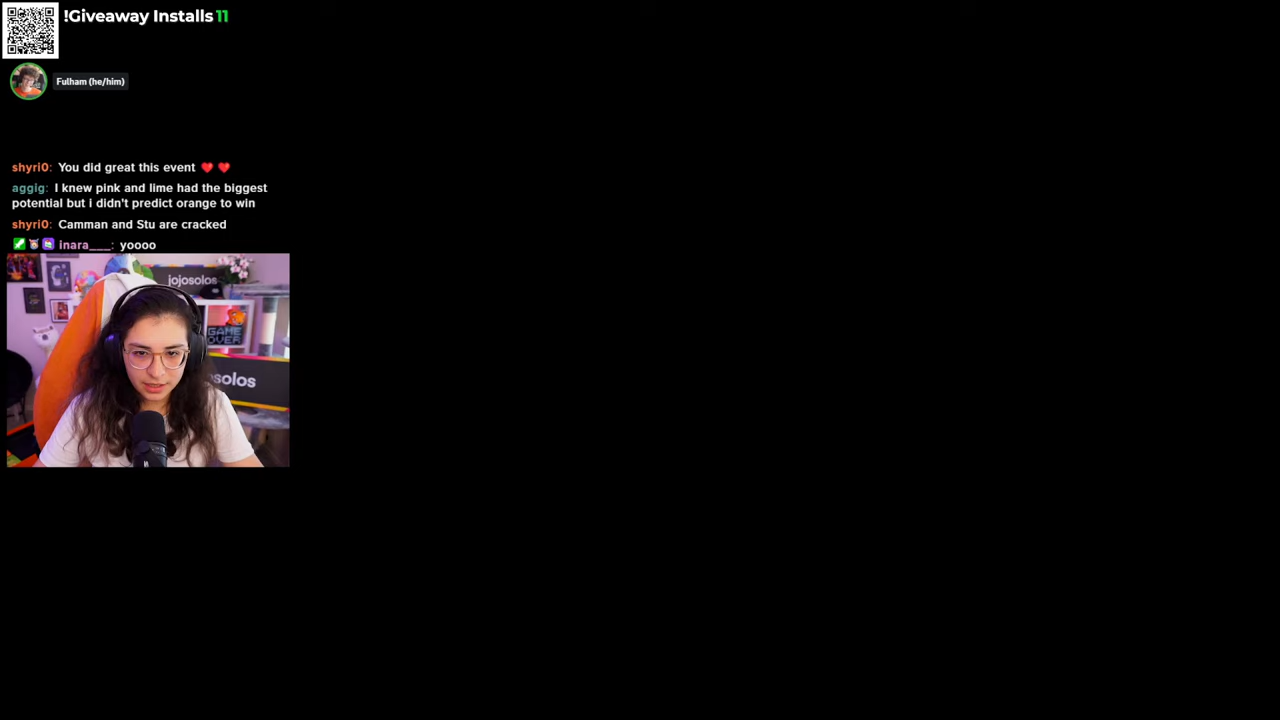 !Giveaway Installs 11
Fulham (he/him)
shyri0: You did great this event ❤️ ❤️
aggig: I knew pink and lime had the biggest
potential but i didn't predict orange to win
shyri0: Camman and Stu are cracked
inara___: yoooo
jojosolos
GAME
OVER
osolos